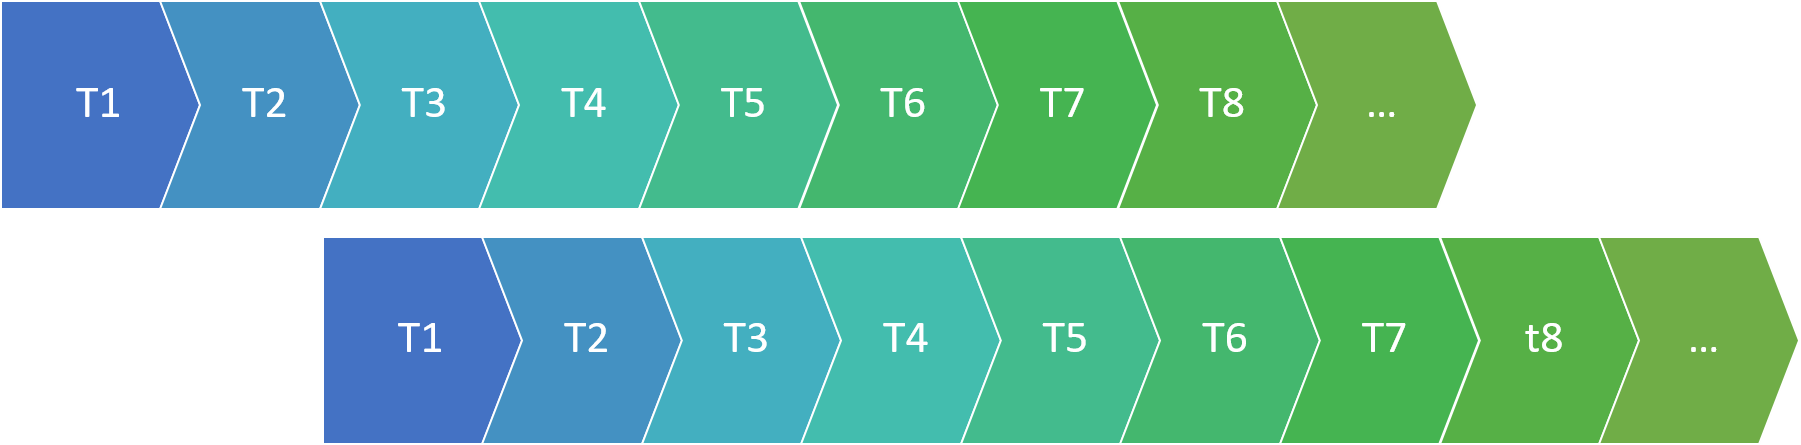 T1 T2 T3 T4 T5 T6 T7 T8 ...
T1 T2 T3 T4 T5 T6 T7 t8 ...